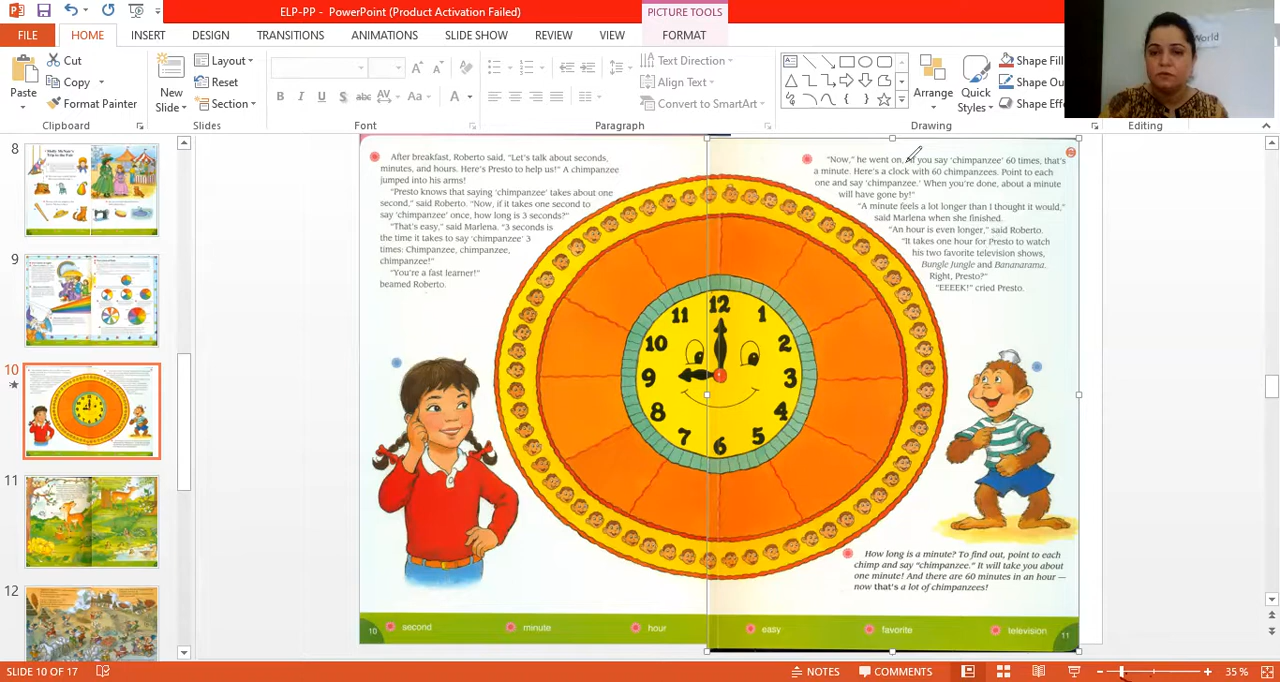 ELP-PP - PowerPoint (Product Activation Failed)
PICTURE TOOLS
FILE
HOME
INSERT
DESIGN
TRANSITIONS
ANIMATIONS
SLIDE SHOW
REVIEW
VIEW
FORMAT
World
Paste
Cut
Copy
Format Painter
New
Slide
Layout
Reset
Section
B I U S abc AV Aa A
Text Direction
Align Text
Convert to SmartArt
Arrange
Quick
Styles
Shape Fill
Shape Ou
Shape Effe
Clipboard
Slides
Font
Paragraph
Drawing
Editing
8
9
10
11
12
After breakfast, Roberto said, "Let's talk about seconds,
minutes, and hours. Here's Presto to help us!" A chimpanzee
jumped into his arms!
"Presto knows that saying 'chimpanzee' takes about one
second," said Roberto. "Now, if it takes one second to
say 'chimpanzee' once, how long is 3 seconds?"
"That's easy," said Marlena. "3 seconds is
the time it takes to say 'chimpanzee' 3
times: Chimpanzee, chimpanzee,
chimpanzee!"
"You're a fast learner!"
beamed Roberto.
"Now," he went on, "if you say 'chimpanzee' 60 times, that's
a minute. Here's a clock with 60 chimpanzees. Point to each
one and say 'chimpanzee.' When you're done, about a minute
will have gone by!"
"A minute feels a lot longer than I thought it would,"
said Marlena when she finished.
"An hour is even longer," said Roberto.
"It takes one hour for Presto to watch
his two favorite television shows,
Bungle Jungle and Bananarama.
Right, Presto?"
"EEEEK!" cried Presto.
12
1
2
3
4
5
6
7
8
9
10
11
How long is a minute? To find out, point to each
chimp and say "chimpanzee." It will take you about
one minute! And there are 60 minutes in an hour —
now that's a lot of chimpanzees!
10
second
minute
hour
easy
favorite
television
11
SLIDE 10 OF 17
NOTES
COMMENTS
35 %